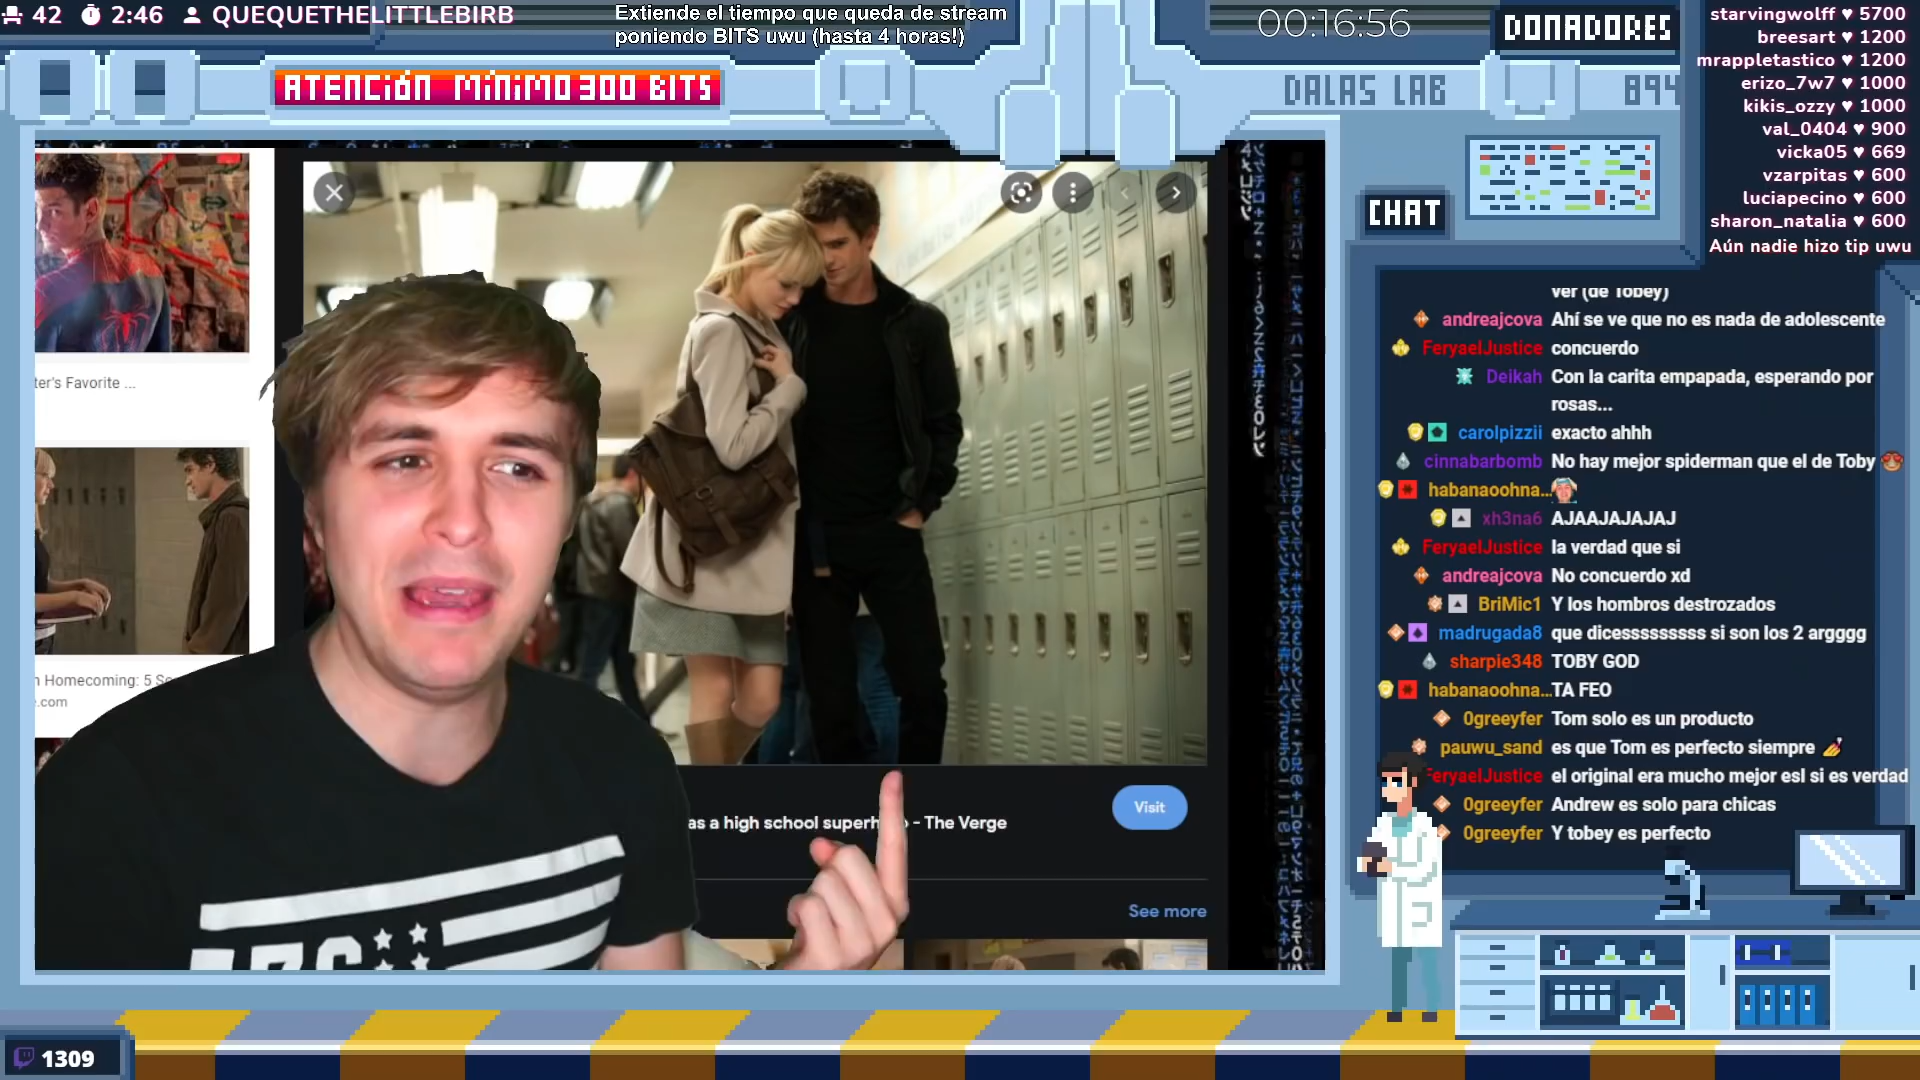 42 2:46 QUEQUETHELITTLEBIRB
Extiende el tiempo que queda de stream
poniendo BITS uwu (hasta 4 horas!)
00:16:56
DONADORES
starvingwolff ♥ 5700
breesart ♥ 1200
mrappletastico ♥ 1200
erizo_7w7 ♥ 1000
kikis_ozzy ♥ 1000
val_0404 ♥ 900
vicka05 ♥ 669
vzarpitas ♥ 600
luciapecino ♥ 600
sharon_natalia ♥ 600
Aún nadie hizo tip uwu
ATENCIÓN MÍNIMO 300 BITS
DALAS LAB
894
CHAT
ver (de Tobey)
andreajcova Ahí se ve que no es nada de adolescente
FeryaelJustice concuerdo
Deikah Con la carita empapada, esperando por
rosas...
carolpizzii exacto ahhh
cinnabarbomb No hay mejor spiderman que el de Toby
habanaoohna...
xh3na6 AJAAJAJAJAJ
FeryaelJustice la verdad que si
andreajcova No concuerdo xd
BriMic1 Y los hombros destrozados
madrugada8 que dicesssssssss si son los 2 argggg
sharpie348 TOBY GOD
habanaoohna... TA FEO
0greeyfer Tom solo es un producto
pauwu_sand es que Tom es perfecto siempre
FeryaelJustice el original era mucho mejor esl si es verdad
0greeyfer Andrew es solo para chicas
0greeyfer Y tobey es perfecto
ter's Favorite ...
Homecoming: 5 Sc
.com
as a high school superh - The Verge
Visit
See more
1309